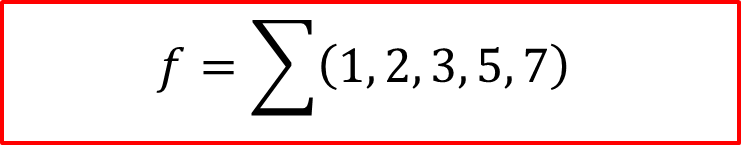 f = ∑(1, 2, 3, 5, 7)